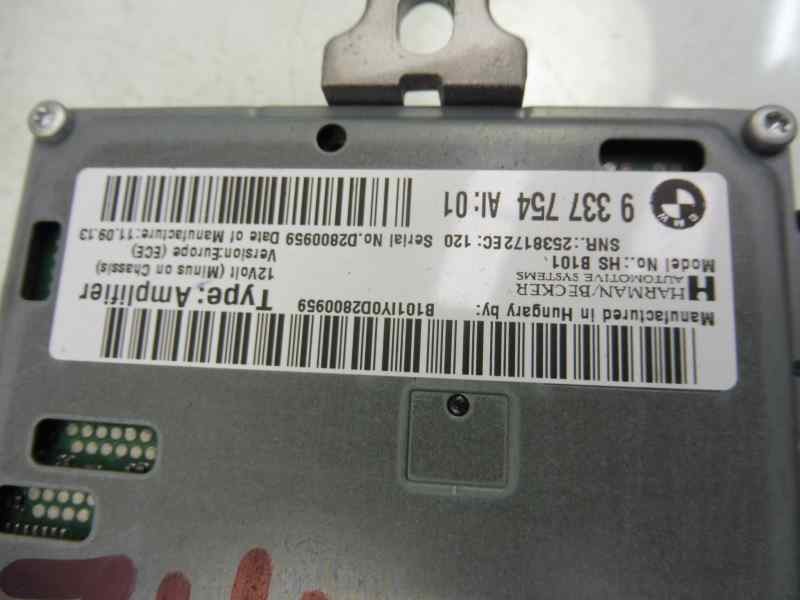 Manufactured in Hungary by: B101IY0D2800959 Type: Amplifier
HARMAN/BECKER
AUTOMOTIVE SYSTEMS
12Volt (Minus on Chassis)
Model No.:HS B101, Version:Europe (ECE)
SNR.:2538172EC:120 Serial No.D2800959 Date of Manufacture:11.09.13
BMW 9 337 754 AI:01